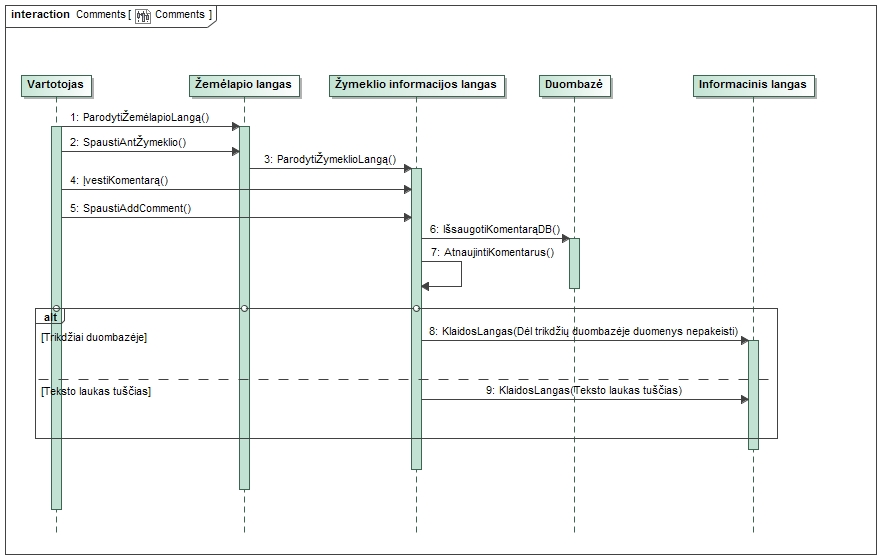 interaction Comments [ Comments ]
Vartotojas
Žemėlapio langas
Žymeklio informacijos langas
Duombazė
Informacinis langas
1: ParodytiŽemėlapioLangą()
2: SpaustiAntŽymeklio()
3: ParodytiŽymeklioLangą()
4: ĮvestiKomentarą()
5: SpaustiAddComment()
6: IšsaugotiKomentarąDB()
7: AtnaujintiKomentarus()
alt
[Trikdžiai duombazėje]
8: KlaidosLangas(Dėl trikdžių duombazėje duomenys nepakeisti)
[Teksto laukas tuščias]
9: KlaidosLangas(Teksto laukas tuščias)